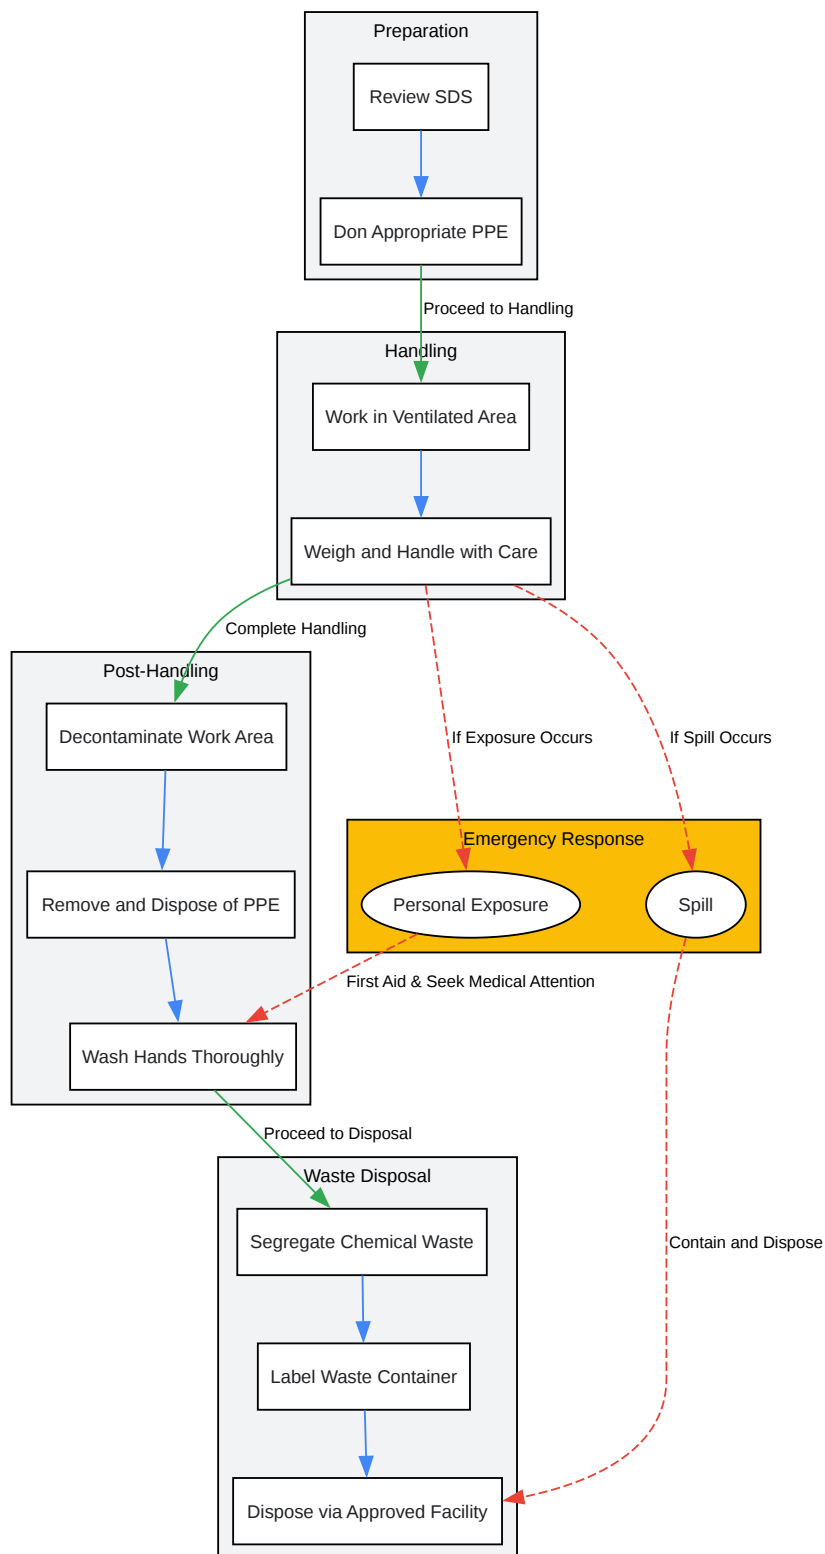 Preparation
Review SDS
Don Appropriate PPE
Proceed to Handling
Handling
Work in Ventilated Area
Weigh and Handle with Care
Complete Handling
Post-Handling
Decontaminate Work Area
If Exposure Occurs
If Spill Occurs
Emergency Response
Remove and Dispose of PPE
Personal Exposure
Spill
First Aid & Seek Medical Attention
Wash Hands Thoroughly
Proceed to Disposal
Waste Disposal
Segregate Chemical Waste
Contain and Dispose
Label Waste Container
Dispose via Approved Facility